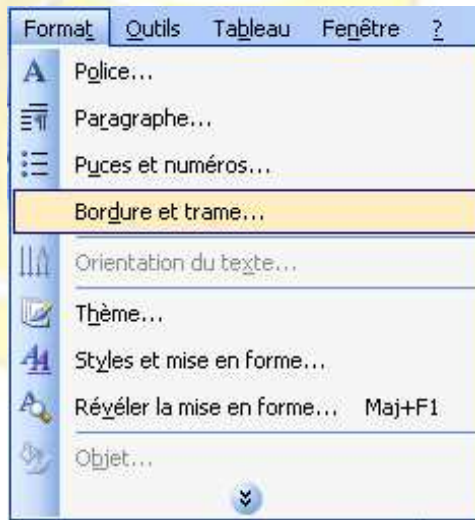 Format Outils Tableau Fenêtre ?
Police...
Paragraphe...
Puces et numéros...
Bordure et trame...
Orientation du texte...
Thème...
Styles et mise en forme...
Révéler la mise en forme... Maj+F1
Objet...